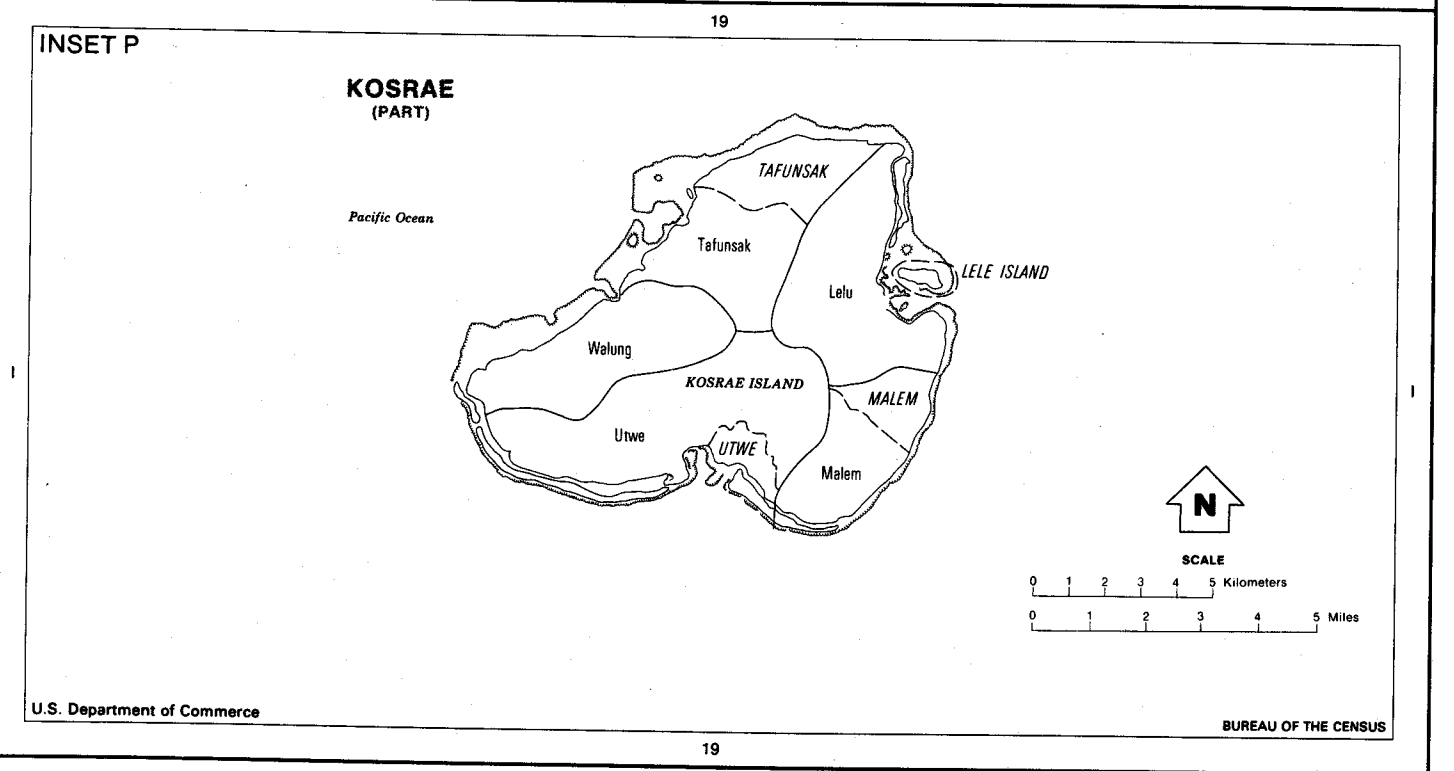 19
INSET P
KOSRAE
(PART)
TAFUNSAK
Pacific Ocean
Tafunsak
LELE ISLAND
Lelu
Walung
KOSRAE ISLAND
MALEM
Utwe
UTWE
Malem
N
SCALE
0 1 2 3 4 5 Kilometers
0 1 2 3 4 5 Miles
U.S. Department of Commerce
BUREAU OF THE CENSUS
19